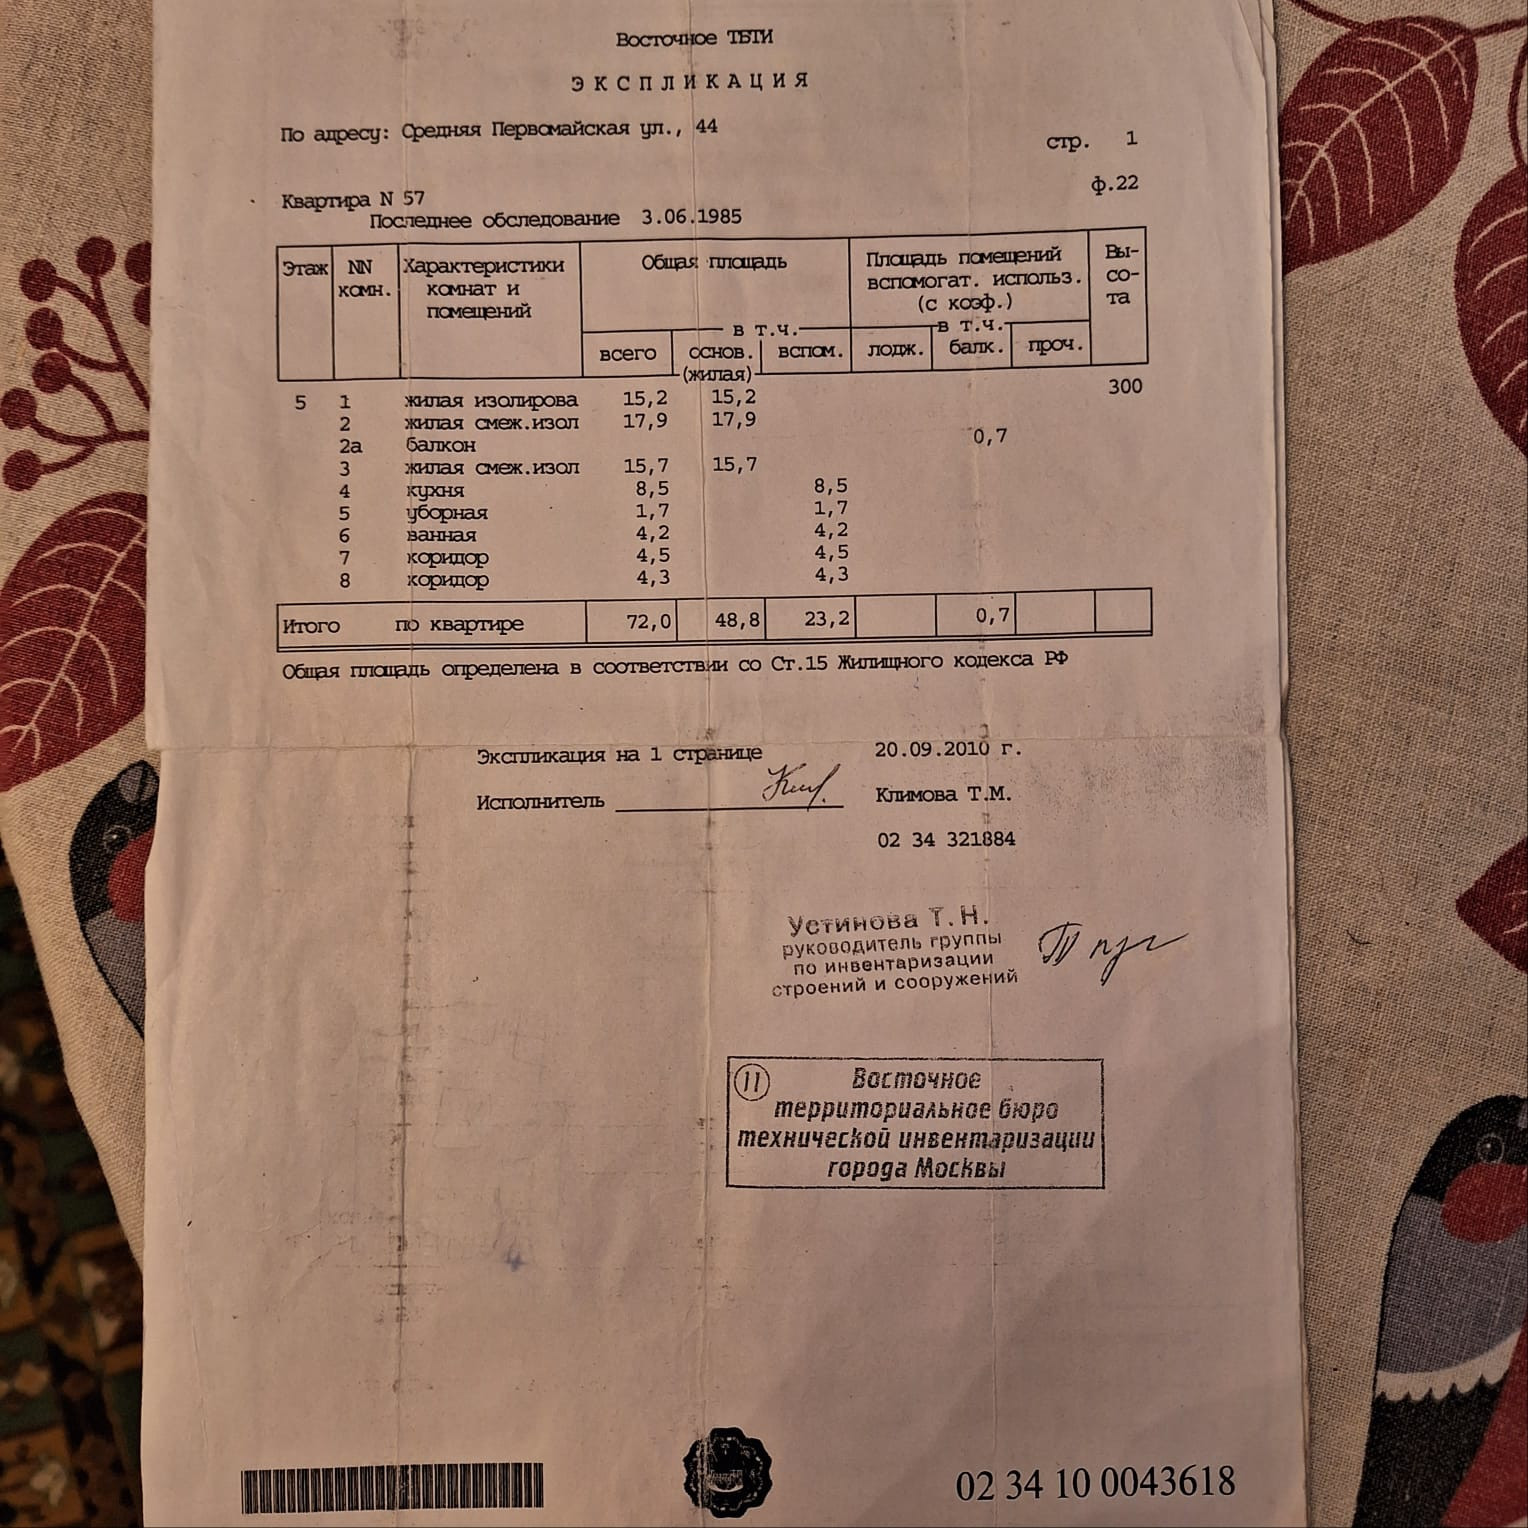 Восточное ТБТИ
ЭКСПЛИКАЦИЯ
По адресу: Средняя Первомайская ул., 44
стр. 1
ф.22
Квартира N 57
Последнее обследование 3.06.1985
Этаж NN комн. Характеристики комнат и помещений Общая площадь Площадь помещений вспомогат. использ. (с коэф.) Вы-со-та
в т.ч. в т.ч.
всего основ. (жилая) вспом. лодж. балк. проч.
5 1 жилая изолирова 15,2 15,2 300
2 жилая смеж.изол 17,9 17,9
2а балкон 0,7
3 жилая смеж.изол 15,7 15,7
4 кухня 8,5 8,5
5 уборная 1,7 1,7
6 ванная 4,2 4,2
7 коридор 4,5 4,5
8 коридор 4,3 4,3
Итого по квартире 72,0 48,8 23,2 0,7
Общая площадь определена в соответствии со Ст.15 Жилищного кодекса РФ
Экспликация на 1 странице 20.09.2010 г.
Исполнитель Климова Т.М.
02 34 321884
Устинова Т.Н.
руководитель группы
по инвентаризации
строений и сооружений
11 Восточное
территориальное бюро
технической инвентаризации
города Москвы
02 34 10 0043618